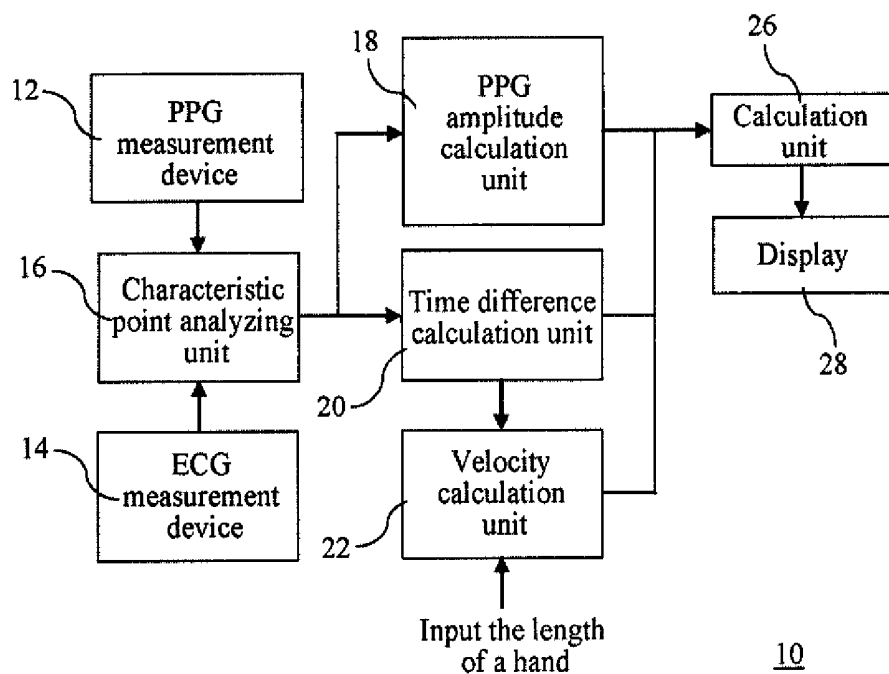 12
PPG
measurement
device
18
PPG
amplitude
calculation
unit
26
Calculation
unit
16
Characteristic
point analyzing
unit
Time difference
calculation unit
20
Display
28
14
ECG
measurement
device
Velocity
calculation
unit
22
Input the length
of a hand
10